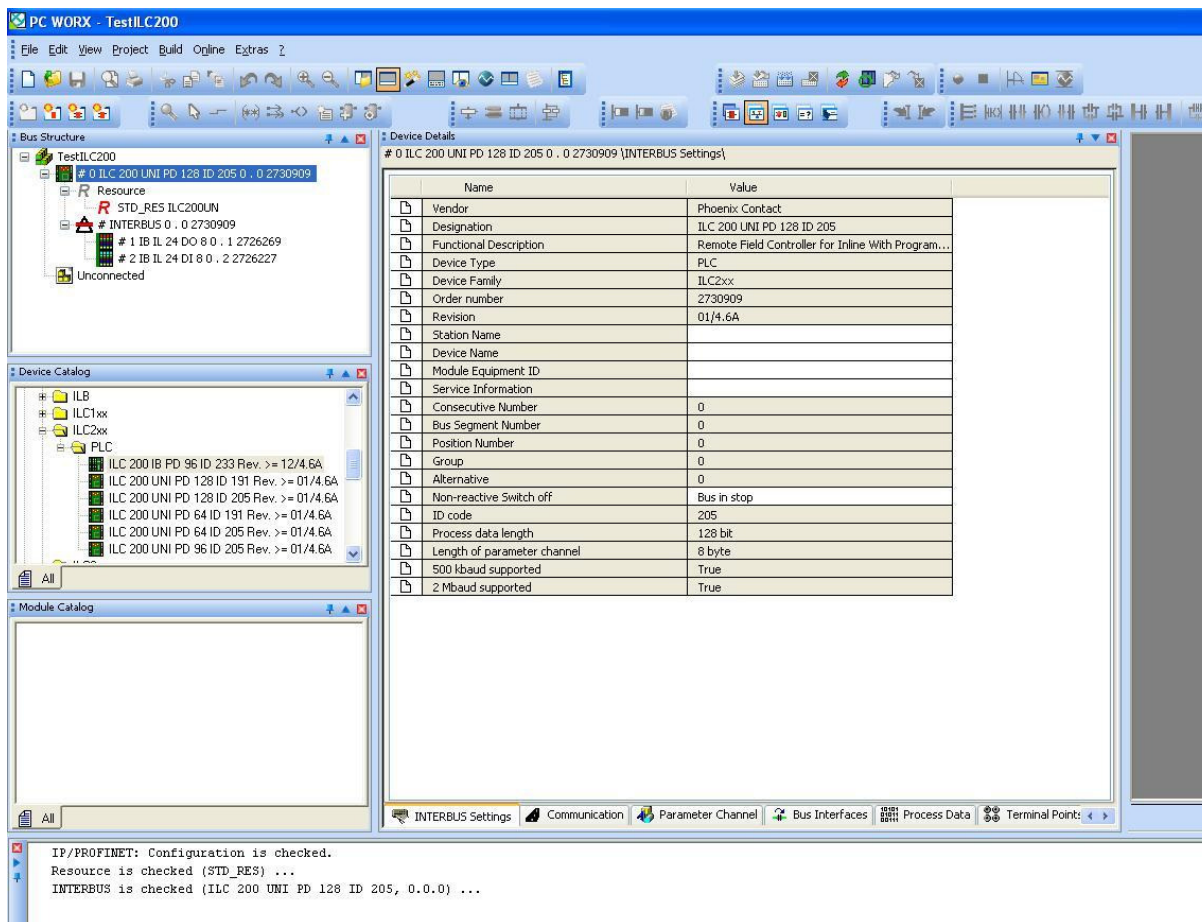 PC WORX - TestILC200
File Edit View Project Build Online Extras ?
Bus Structure
TestILC200
# 0 ILC 200 UNI PD 128 ID 205 0 . 0 2730909
Resource
STD_RES ILC200UN
# INTERBUS 0 . 0 2730909
# 1 IB IL 24 DO 8 0 . 1 2726269
# 2 IB IL 24 DI 8 0 . 2 2726227
Unconnected
Device Catalog
ILB
ILC1xx
ILC2xx
PLC
ILC 200 IB PD 96 ID 233 Rev. >= 12/4.6A
ILC 200 UNI PD 128 ID 191 Rev. >= 01/4.6A
ILC 200 UNI PD 128 ID 205 Rev. >= 01/4.6A
ILC 200 UNI PD 64 ID 191 Rev. >= 01/4.6A
ILC 200 UNI PD 64 ID 205 Rev. >= 01/4.6A
ILC 200 UNI PD 96 ID 205 Rev. >= 01/4.6A
All
Module Catalog
All
Device Details
# 0 ILC 200 UNI PD 128 ID 205 0 . 0 2730909 \INTERBUS Settings\
Name Value
Vendor Phoenix Contact
Designation ILC 200 UNI PD 128 ID 205
Functional Description Remote Field Controller for Inline With Program...
Device Type PLC
Device Family ILC2xx
Order number 2730909
Revision 01/4.6A
Station Name
Device Name
Module Equipment ID
Service Information
Consecutive Number 0
Bus Segment Number 0
Position Number 0
Group 0
Alternative 0
Non-reactive Switch off Bus in stop
ID code 205
Process data length 128 bit
Length of parameter channel 8 byte
500 kbaud supported True
2 Mbaud supported True
INTERBUS Settings Communication Parameter Channel Bus Interfaces Process Data Terminal Points
IP/PROFINET: Configuration is checked.
Resource is checked (STD_RES) ...
INTERBUS is checked (ILC 200 UNI PD 128 ID 205, 0.0.0) ...